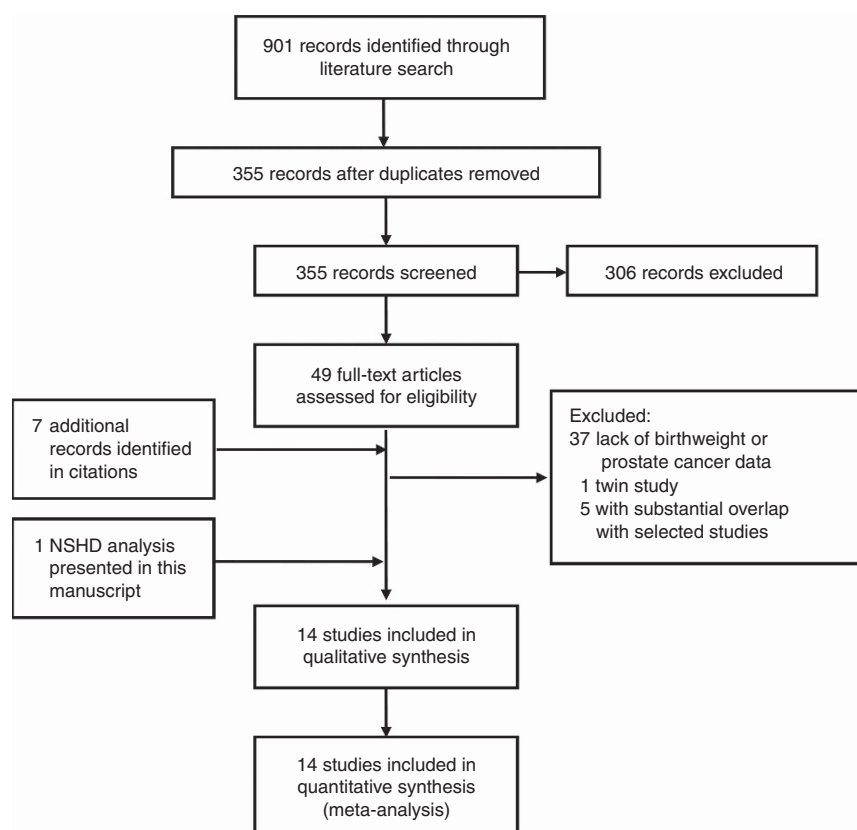 901 records identified through
literature search
355 records after duplicates removed
355 records screened
306 records excluded
49 full-text articles
assessed for eligibility
7 additional
records identified
in citations
Excluded:
37 lack of birthweight or
prostate cancer data
1 twin study
5 with substantial overlap
with selected studies
1 NSHD analysis
presented in this
manuscript
14 studies included in
qualitative synthesis
14 studies included in
quantitative synthesis
(meta-analysis)